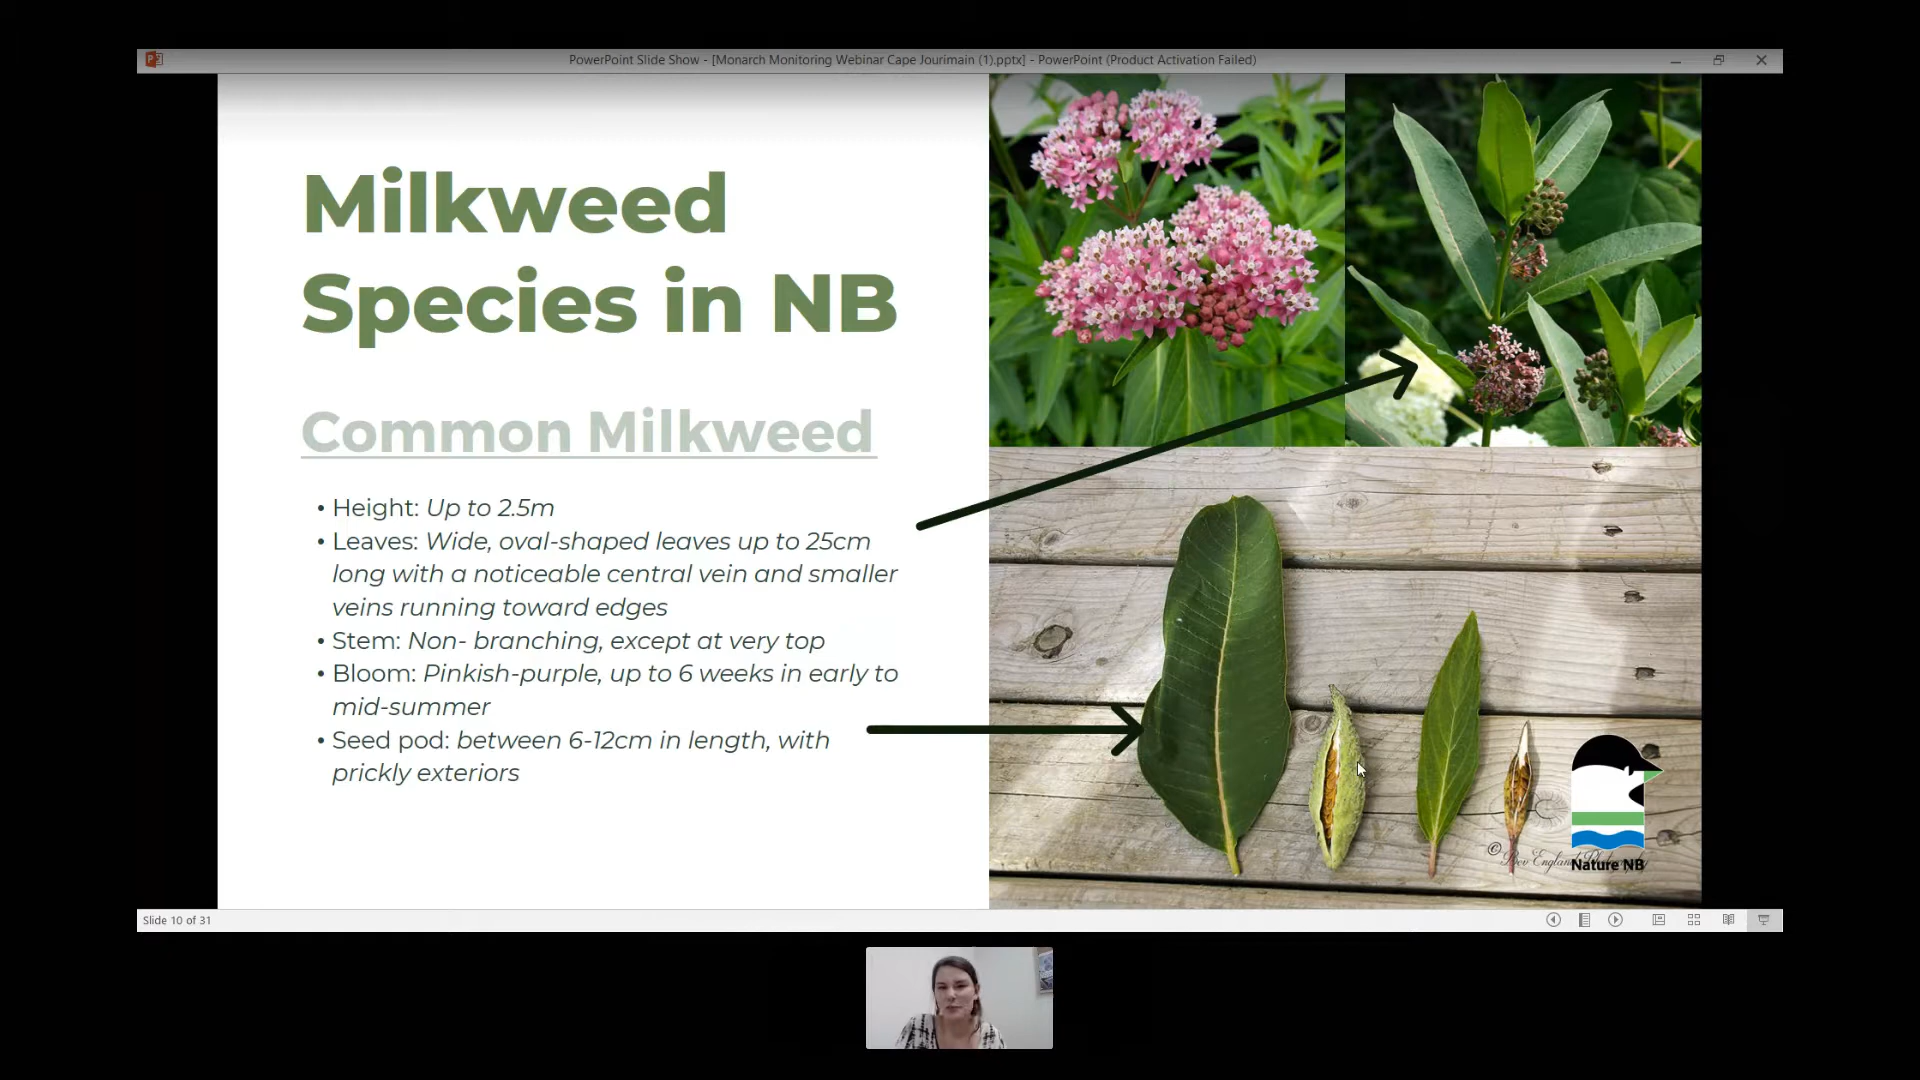 PowerPoint Slide Show - [Monarch Monitoring Webinar Cape Jourimain (1).pptx] - PowerPoint (Product Activation Failed)
Milkweed
Species in NB
Common Milkweed
• Height: Up to 2.5m
• Leaves: Wide, oval-shaped leaves up to 25cm
long with a noticeable central vein and smaller
veins running toward edges
• Stem: Non- branching, except at very top
• Bloom: Pinkish-purple, up to 6 weeks in early to
mid-summer
• Seed pod: between 6-12cm in length, with
prickly exteriors
© Bev England
Nature NB
Slide 10 of 31